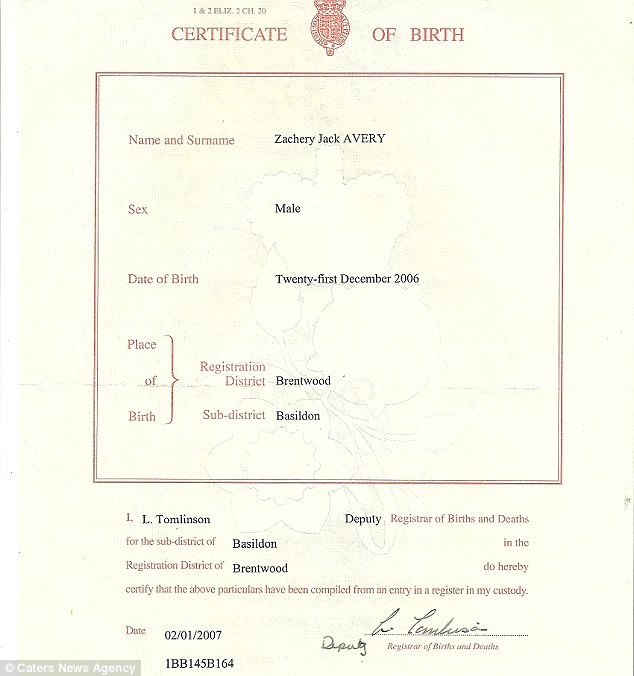 1 & 2 ELIZ. 2 CH. 20
CERTIFICATE OF BIRTH
Name and Surname Zachery Jack AVERY
Sex Male
Date of Birth Twenty-first December 2006
Place
of
Birth
Registration
District Brentwood
Sub-district Basildon
I, L. Tomlinson Deputy Registrar of Births and Deaths
for the sub-district of Basildon in the
Registration District of Brentwood do hereby
certify that the above particulars have been compiled from an entry in a register in my custody.
Date 02/01/2007 L. Tomlinson
Deputy Registrar of Births and Deaths
1BB145B164
© Caters News Agency